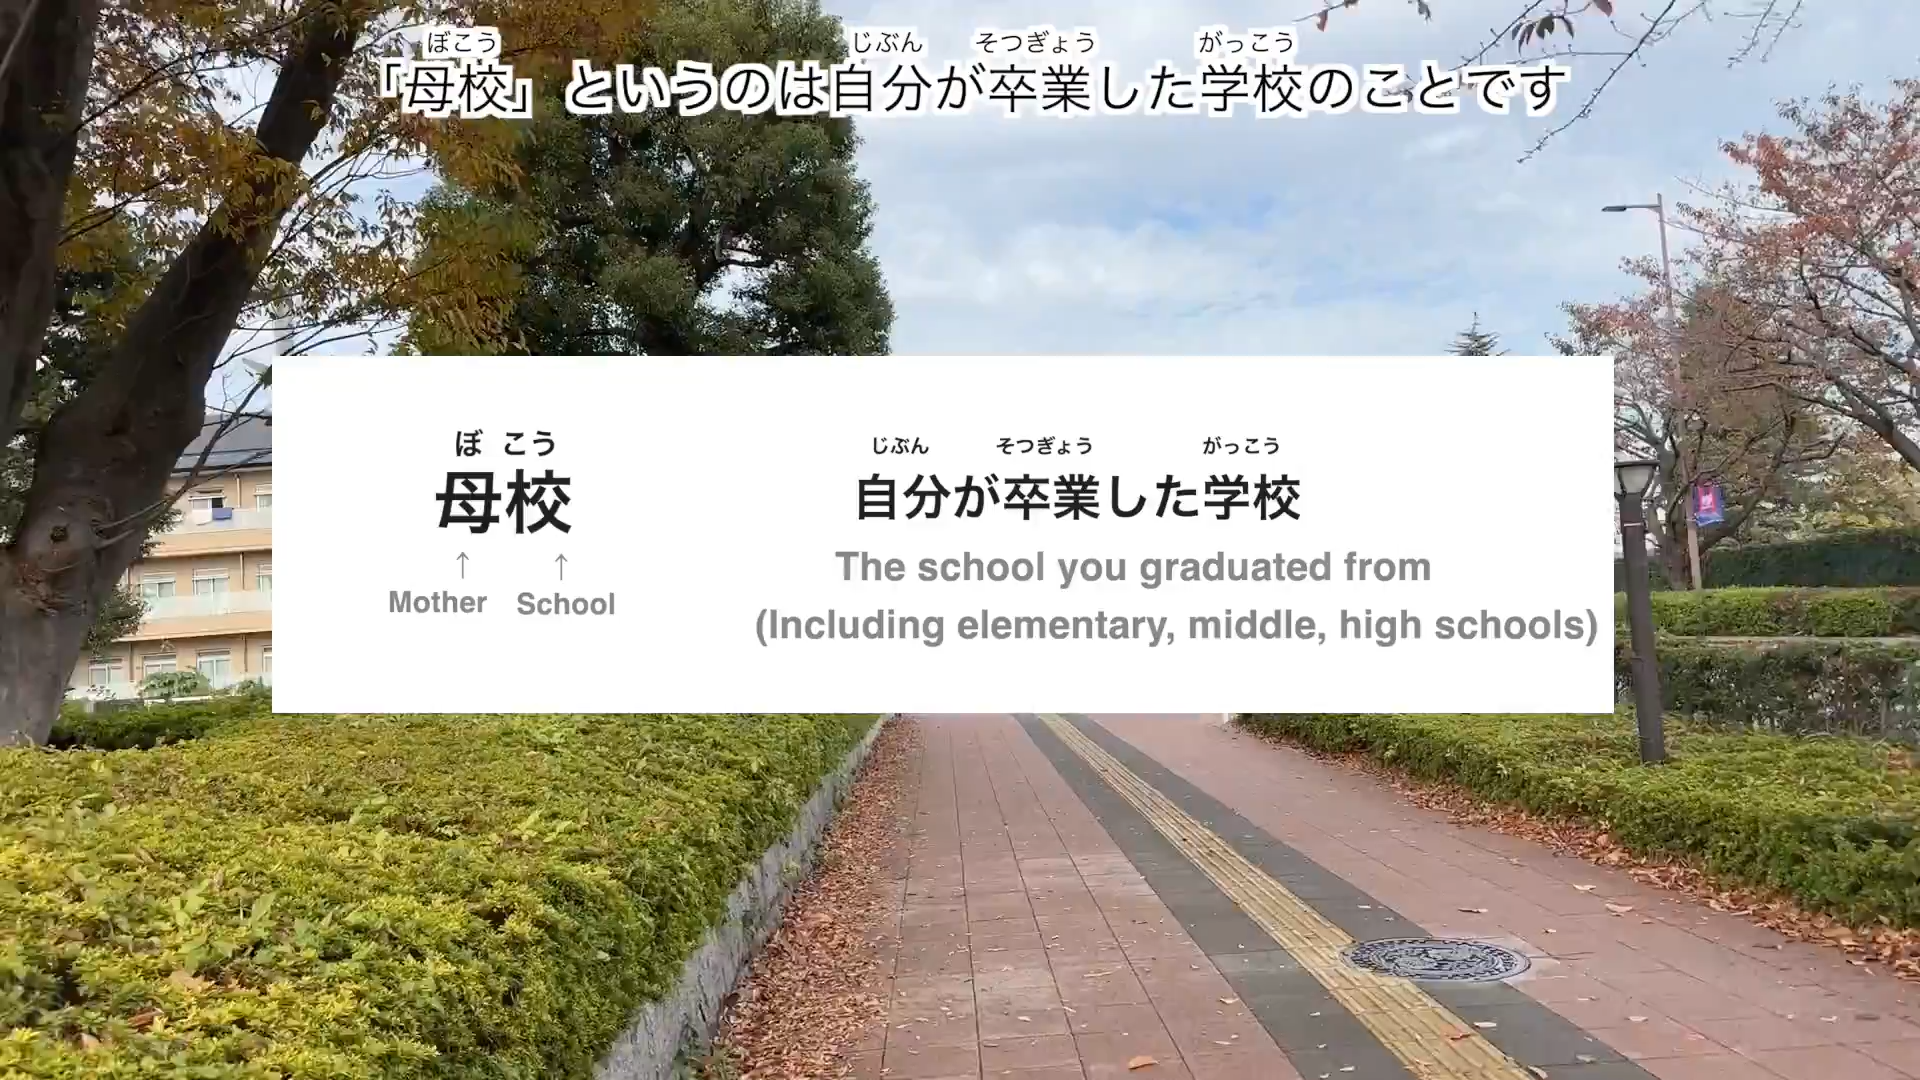 ぼこう じぶん そつぎょう がっこう
「母校」というのは自分が卒業した学校のことです
ぼ こう
母校
↑ ↑
Mother School
じぶん そつぎょう がっこう
自分が卒業した学校
The school you graduated from
(Including elementary, middle, high schools)